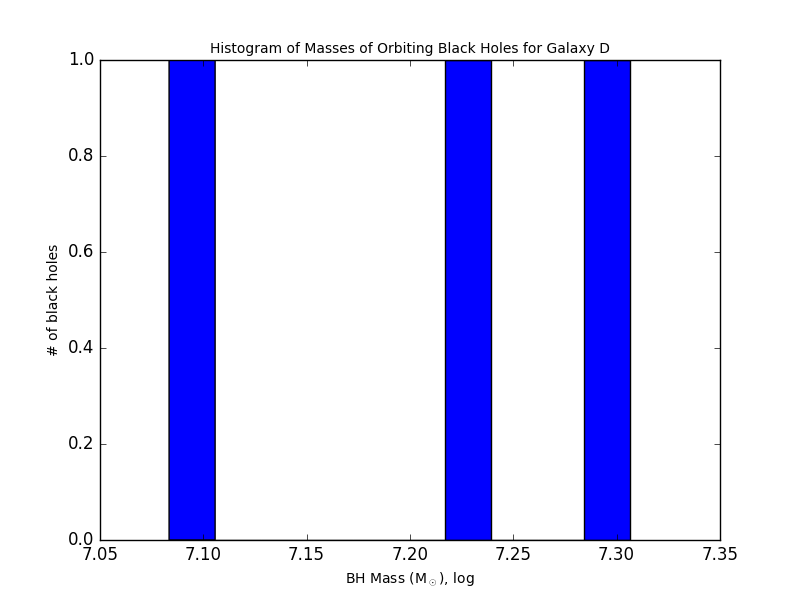 Histogram of Masses of Orbiting Black Holes for Galaxy D
1.0
0.8
0.6
0.4
0.2
0.0
# of black holes
7.05 7.10 7.15 7.20 7.25 7.30 7.35
BH Mass (M☉), log